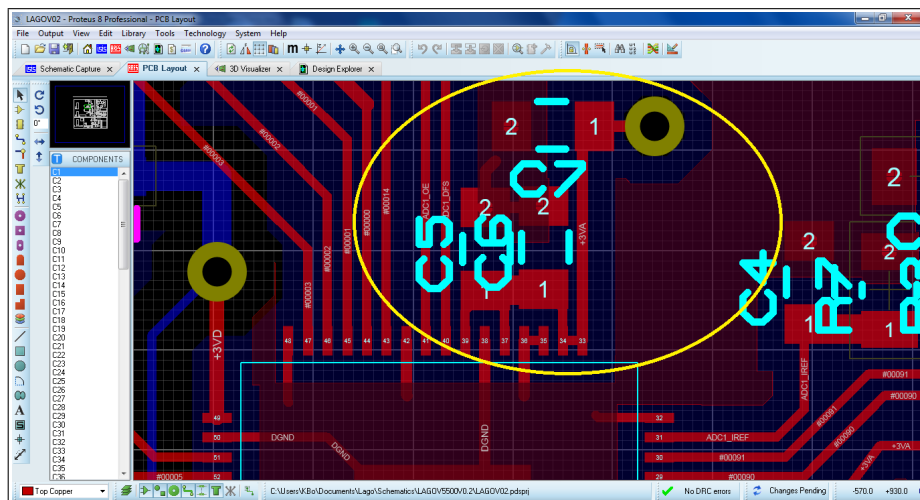 LAGOV02 - Proteus 8 Professional - PCB Layout
File Output View Edit Library Tools Technology System Help
Schematic Capture x PCB Layout x 3D Visualizer x Design Explorer x
0°
T COMPONENTS
C1
C2
C3
C4
C5
C6
C7
C8
C9
C10
C11
C12
C13
C14
C15
C16
C17
C18
C19
C20
C21
C22
C23
C24
C25
C26
C27
C28
C29
C30
C31
C32
C33
C34
C35
C36
#00001
#00002
#00003
2 1
C7
2 2
C5 C6
1 1
#00003
#00002
#00001
#00000
#00014
ADC1_OE
ADC1_DFS
+3VA
48 47 46 45 44 43 42 41 40 39 38 37 36 35 34 33
+3VD
2
2 2
C4 R7
1 1
ADC1_IREF
49
50 DGND
51
52
#00005
DGND
32
31 ADC1_IREF
30 #00091
29 #00090
#00091
#00090
#00091
#00090
+3VA
+3VA
Top Copper
C:\Users\KBo\Documents\Lago\Schematics\LAGOV5500V0.2\LAGOV02.pdsprj
No DRC errors
Changes Pending
-570.0 +930.0